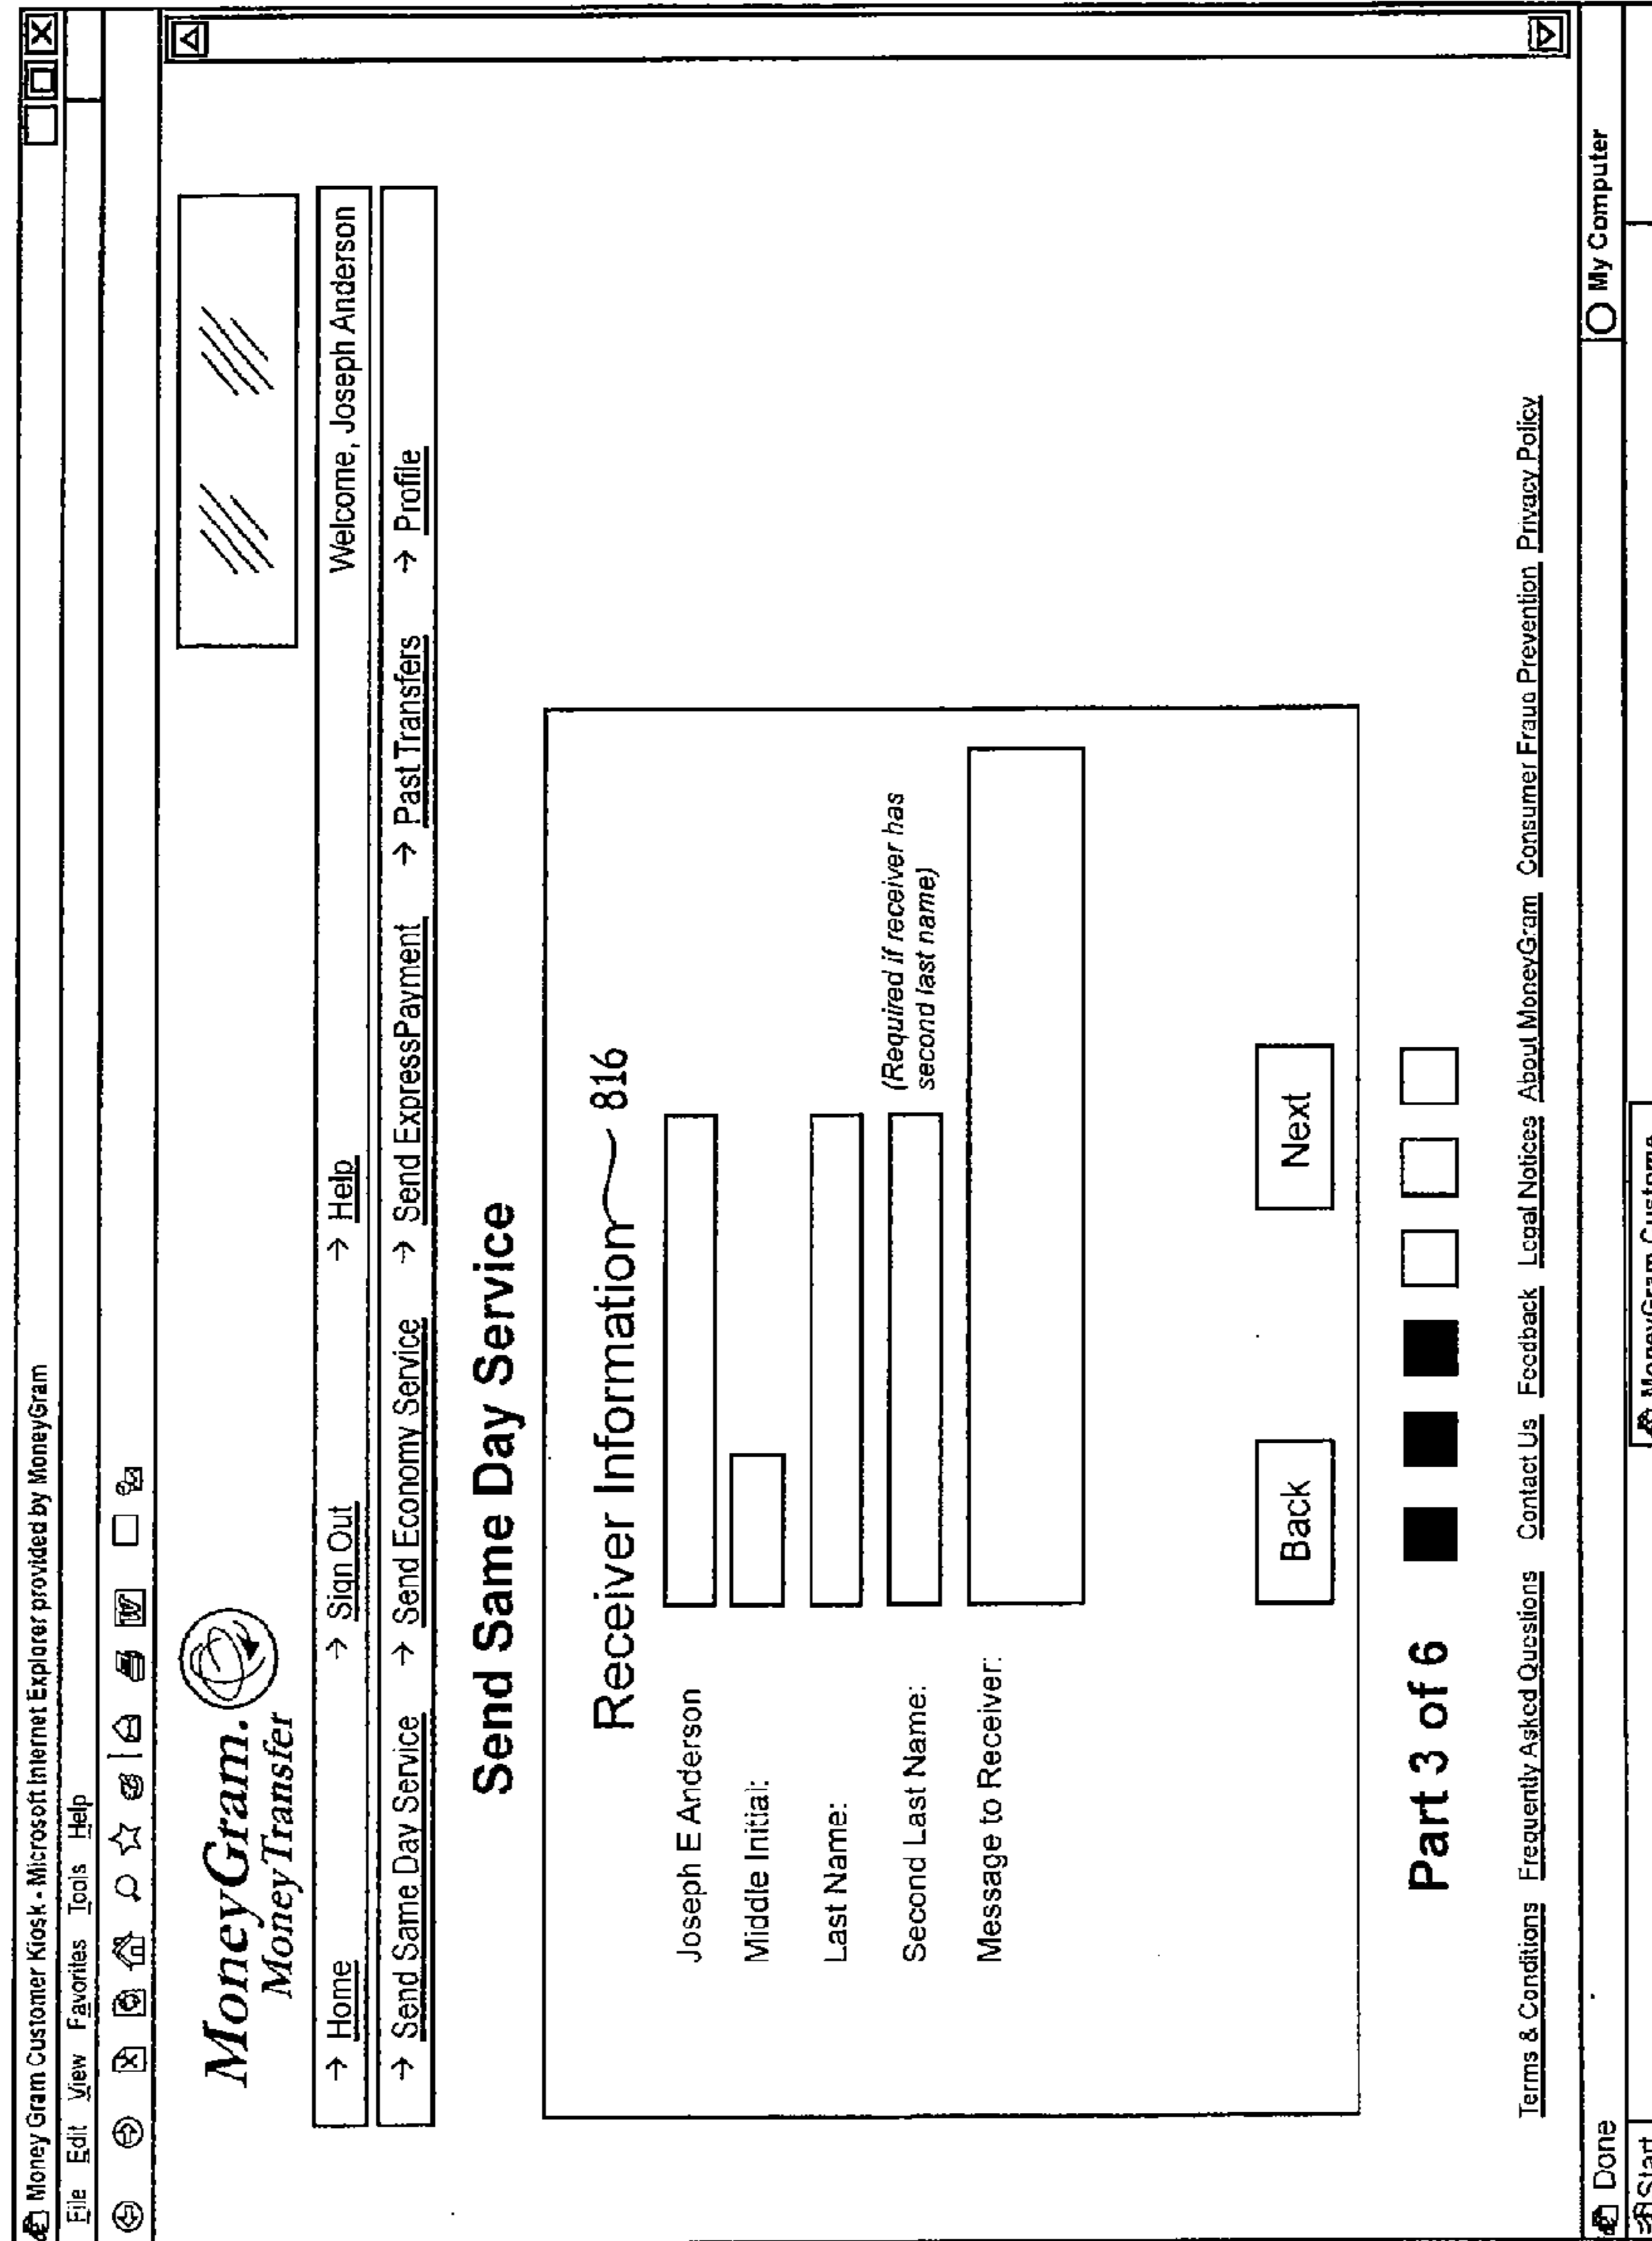 Money Gram Customer Kiosk - Microsoft Internet Explorer provided by MoneyGram
File Edit View Favorites Tools Help
W
MoneyGram.
MoneyTransfer
→ Home → Sign Out → Help Welcome, Joseph Anderson
→ Send Same Day Service → Send Economy Service → Send ExpressPayment → Past Transfers → Profile
Send Same Day Service
Receiver Information 816
Joseph E Anderson
Middle Initial:
Last Name:
Second Last Name: (Required if receiver has
second last name)
Message to Receiver:
Back Next
Part 3 of 6
Terms & Conditions Frequently Asked Questions Contact Us Feedback Legal Notices About MoneyGram Consumer Fraud Prevention Privacy Policy
Done My Computer
Start MoneyGram Custome